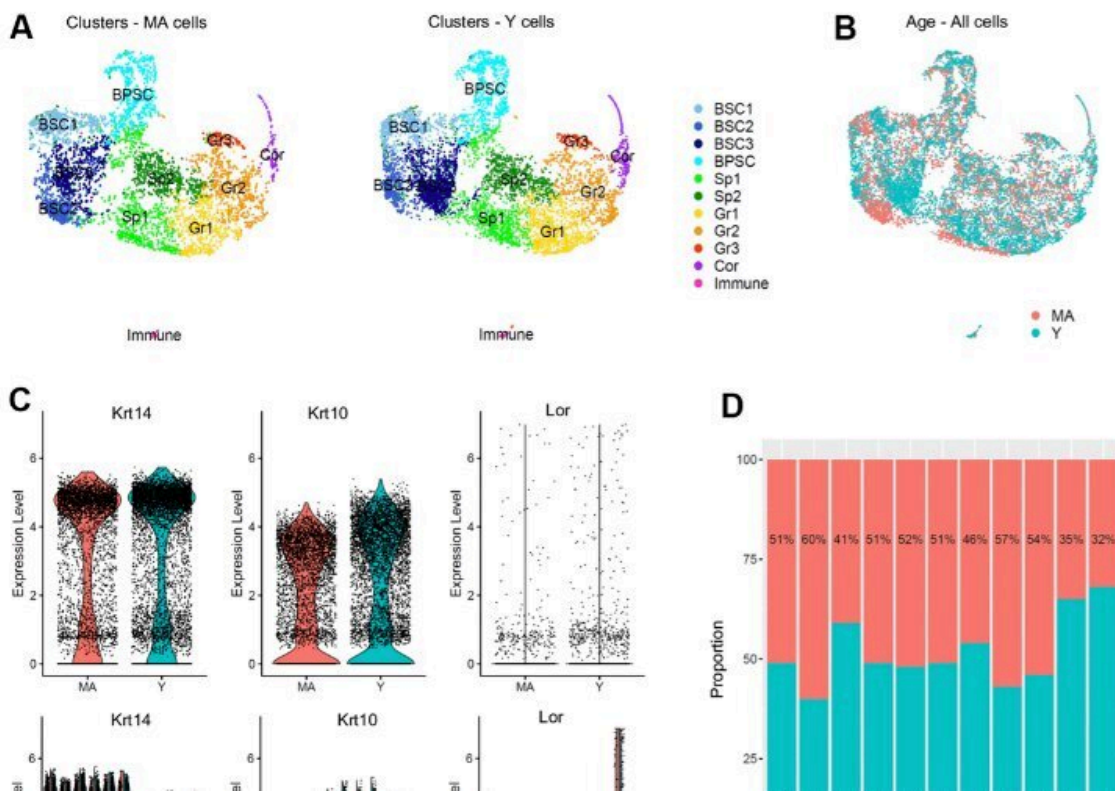 A
Clusters - MA cells
Clusters - Y cells
B
Age - All cells
BPSC
BSC1
Gr3
Cor
Sp2
Gr2
BSC2
Sp1
Gr1
Immune
BPSC
BSC1
Gr3
Cor
BSC3
Sp2
Gr2
Sp1
Gr1
Immune
BSC1
BSC2
BSC3
BPSC
Sp1
Sp2
Gr1
Gr2
Gr3
Cor
Immune
MA
Y
C
Krt14
Krt10
Lor
Expression Level
6
4
2
0
MA
Y
Expression Level
6
4
2
0
MA
Y
Expression Level
6
4
2
0
MA
Y
Krt14
Krt10
Lor
6
6
6
D
Proportion
100
75
50
25
51% 60% 41% 51% 52% 51% 46% 57% 54% 35% 32%